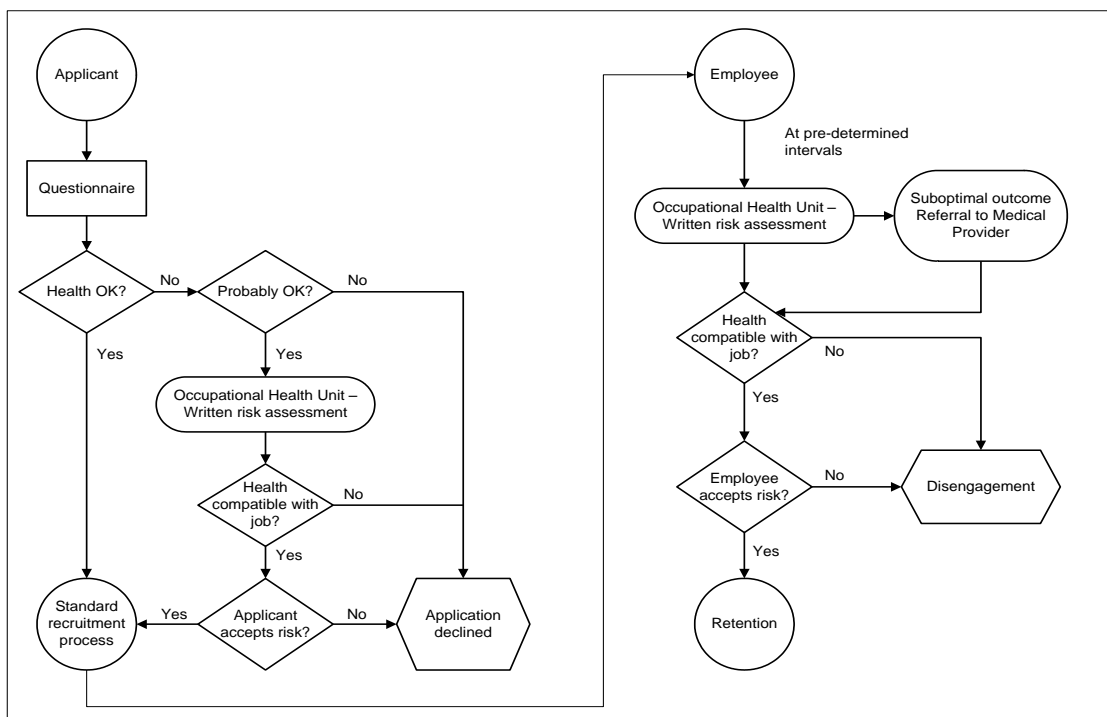 Applicant
Questionnaire
Health OK?
No
Probably OK?
No
Yes
Yes
Occupational Health Unit –
Written risk assessment
Health
compatible with
job?
No
Yes
Standard
recruitment
process
Yes
Applicant
accepts risk?
No
Application
declined
Employee
At pre-determined
intervals
Occupational Health Unit –
Written risk assessment
Suboptimal outcome
Referral to Medical
Provider
Health
compatible with
job?
No
Yes
Employee
accepts risk?
No
Disengagement
Yes
Retention